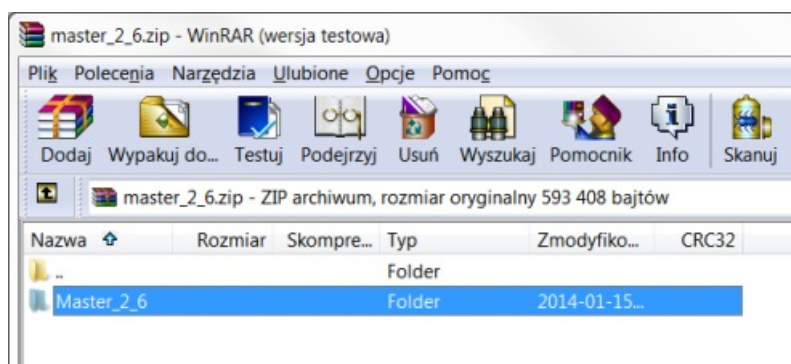 master_2_6.zip - WinRAR (wersja testowa)
Plik Polecenia Narzędzia Ulubione Opcje Pomoc
Dodaj Wypakuj do... Testuj Podejrzyj Usuń Wyszukaj Pomocnik Info Skanuj
master_2_6.zip - ZIP archiwum, rozmiar oryginalny 593 408 bajtów
Nazwa Rozmiar Skompre... Typ Zmodyfiko... CRC32
.. Folder
Master_2_6 Folder 2014-01-15...